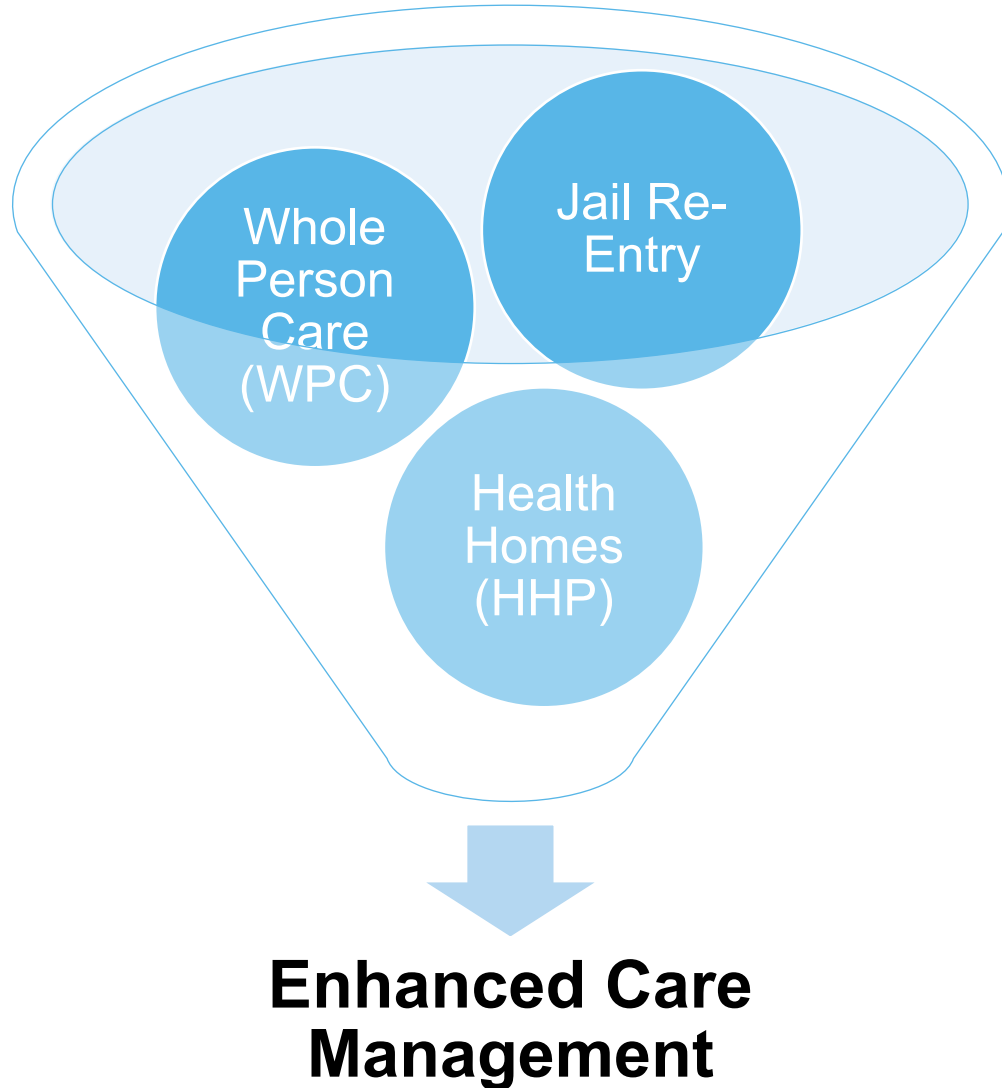 Whole
Person
Care
(WPC)
Jail Re-
Entry
Health
Homes
(HHP)
Enhanced Care
Management